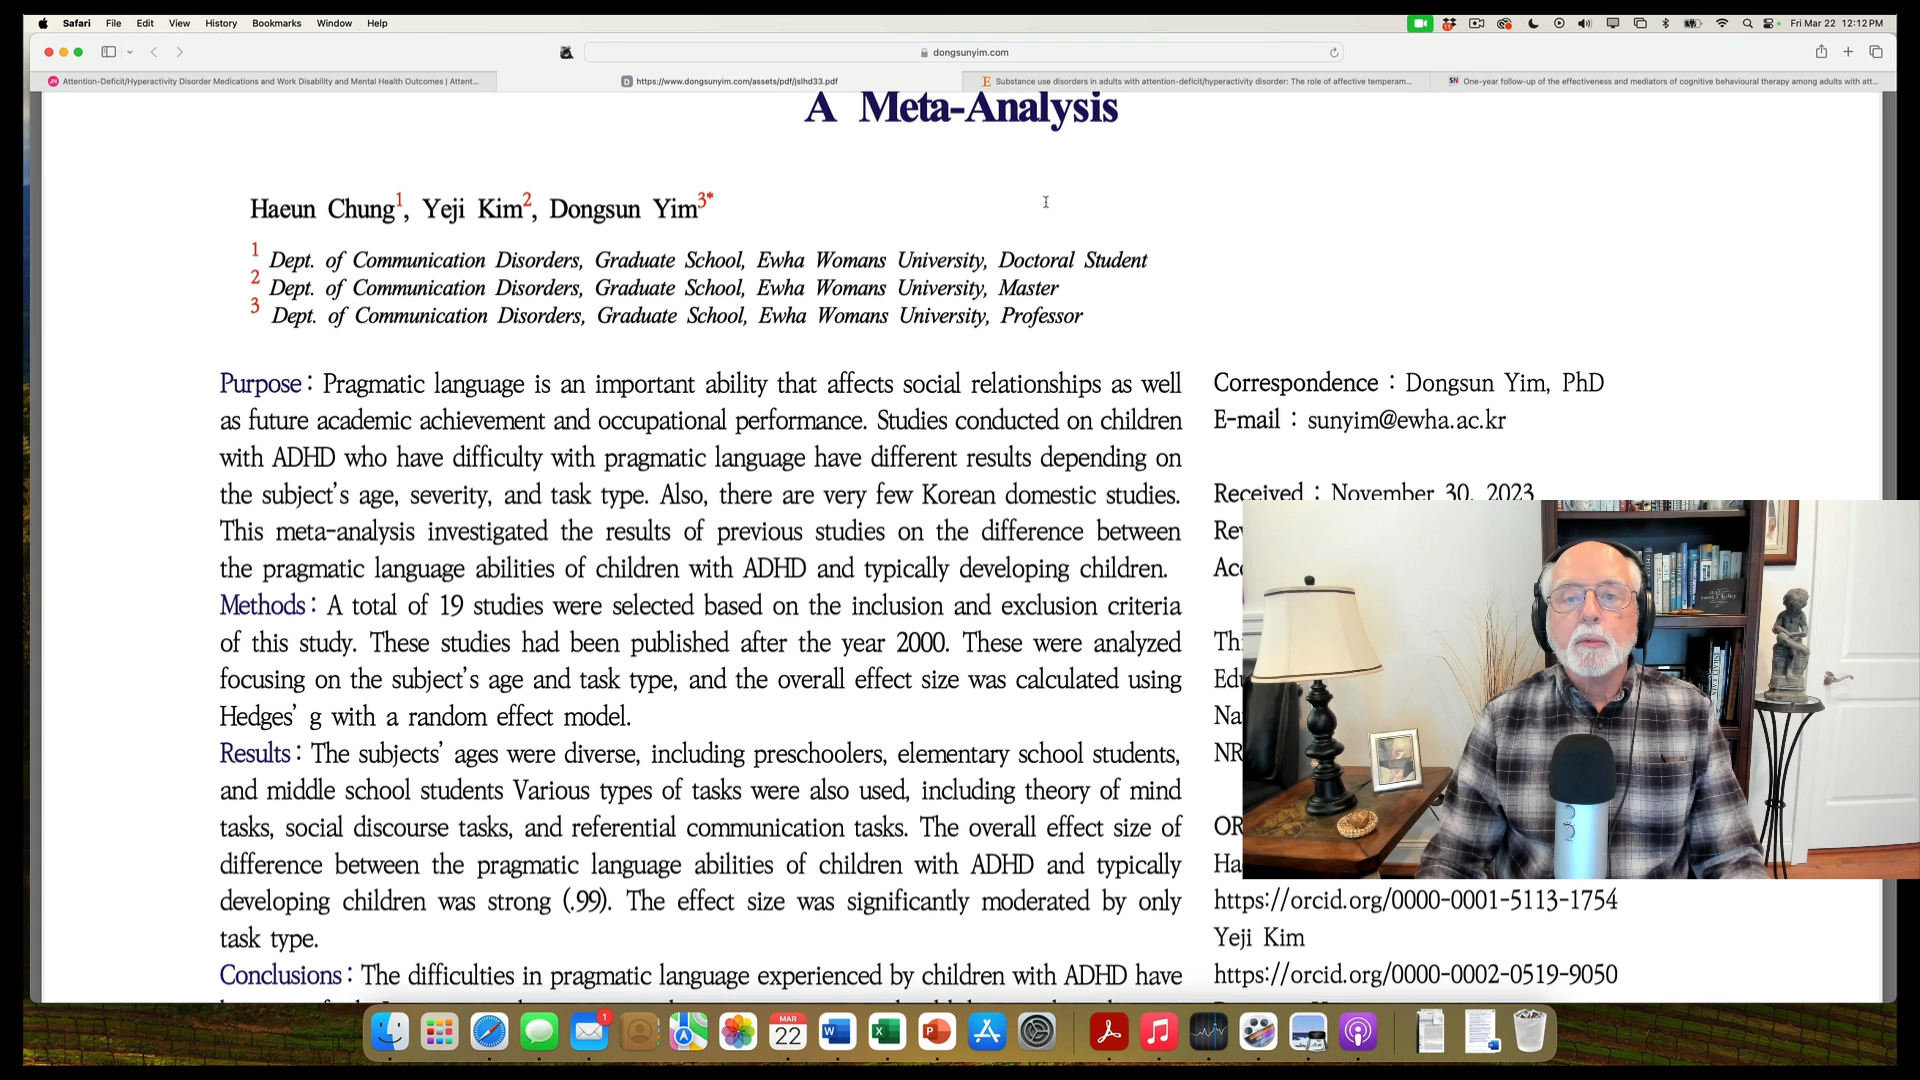 Safari File Edit View History Bookmarks Window Help
Fri Mar 22 12:12 PM
dongsunyim.com
Attention-Deficit/Hyperactivity Disorder Medications and Work Disability and Mental Health Outcomes | Attent...
D https://www.dongsunyim.com/assets/pdf/jslhd33.pdf
E Substance use disorders in adults with attention-deficit/hyperactivity disorder: The role of affective temperam...
SN One-year follow-up of the effectiveness and mediators of cognitive behavioural therapy among adults with att...
A Meta-Analysis
Haeun Chung1, Yeji Kim2, Dongsun Yim3*
1 Dept. of Communication Disorders, Graduate School, Ewha Womans University, Doctoral Student
2 Dept. of Communication Disorders, Graduate School, Ewha Womans University, Master
3 Dept. of Communication Disorders, Graduate School, Ewha Womans University, Professor
Purpose : Pragmatic language is an important ability that affects social relationships as well
as future academic achievement and occupational performance. Studies conducted on children
with ADHD who have difficulty with pragmatic language have different results depending on
the subject's age, severity, and task type. Also, there are very few Korean domestic studies.
This meta-analysis investigated the results of previous studies on the difference between
the pragmatic language abilities of children with ADHD and typically developing children.
Methods : A total of 19 studies were selected based on the inclusion and exclusion criteria
of this study. These studies had been published after the year 2000. These were analyzed
focusing on the subject's age and task type, and the overall effect size was calculated using
Hedges' g with a random effect model.
Results : The subjects' ages were diverse, including preschoolers, elementary school students,
and middle school students Various types of tasks were also used, including theory of mind
tasks, social discourse tasks, and referential communication tasks. The overall effect size of
difference between the pragmatic language abilities of children with ADHD and typically
developing children was strong (.99). The effect size was significantly moderated by only
task type.
Conclusions : The difficulties in pragmatic language experienced by children with ADHD have
Correspondence : Dongsun Yim, PhD
E-mail : sunyim@ewha.ac.kr
Received : November 30, 2023
https://orcid.org/0000-0001-5113-1754
Yeji Kim
https://orcid.org/0000-0002-0519-9050
1
MAR
22